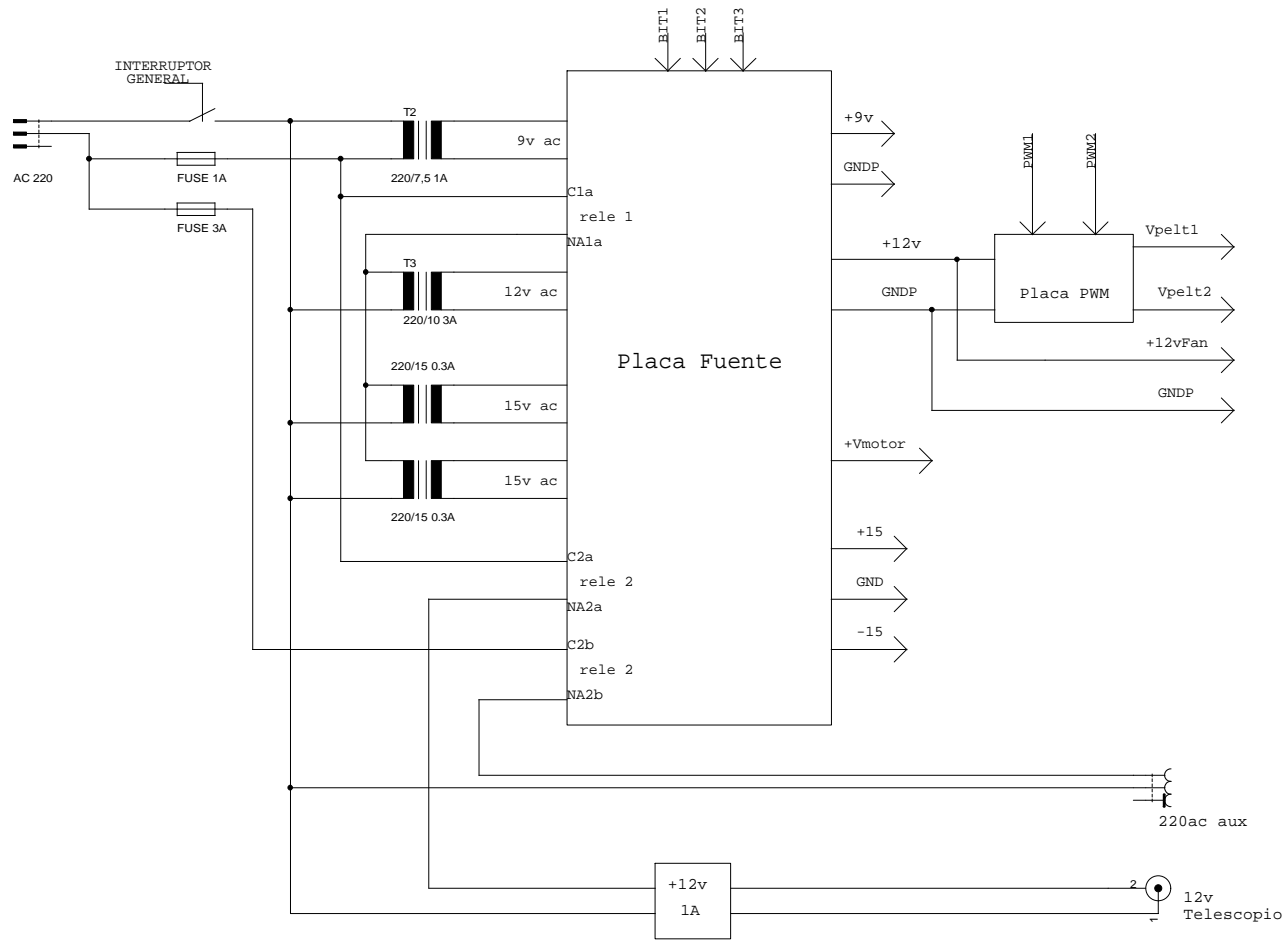 BIT1
BIT2
BIT3
INTERRUPTOR
GENERAL
AC 220
FUSE 1A
FUSE 3A
T2
9v ac
220/7,5 1A
C1a
rele 1
NA1a
T3
12v ac
220/10 3A
220/15 0.3A
15v ac
15v ac
220/15 0.3A
C2a
rele 2
NA2a
C2b
rele 2
NA2b
Placa Fuente
+9v
GNDP
+12v
GNDP
PWM1
PWM2
Placa PWM
Vpelt1
Vpelt2
+12vFan
GNDP
+Vmotor
+15
GND
-15
220ac aux
+12v
1A
2
1
12v
Telescopio